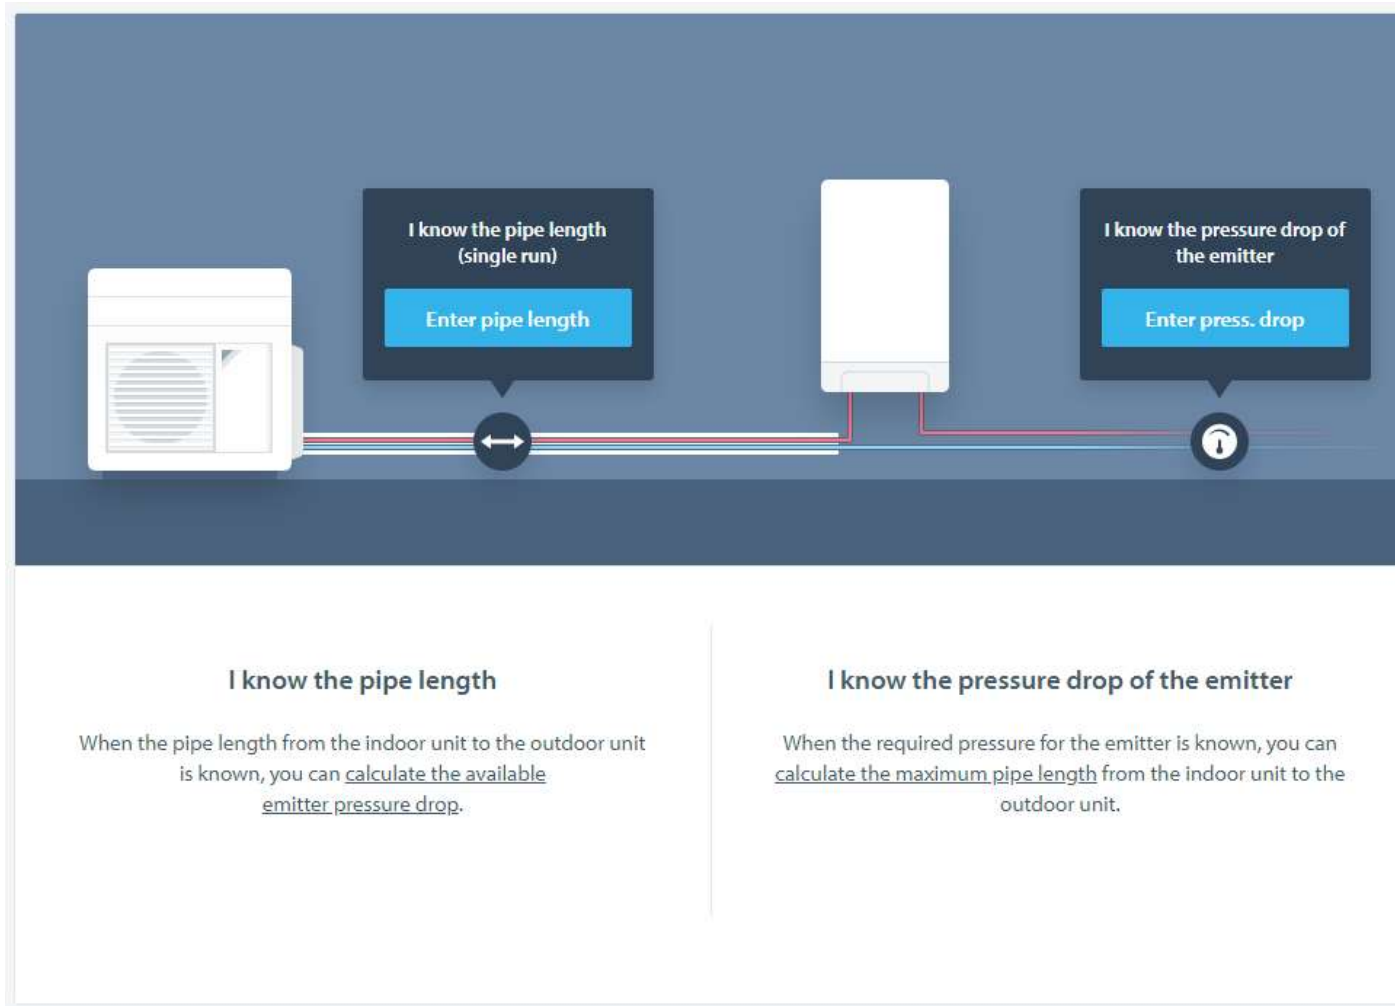 I know the pipe length
(single run)
Enter pipe length
I know the pressure drop of
the emitter
Enter press. drop
I know the pipe length
When the pipe length from the indoor unit to the outdoor unit
is known, you can calculate the available
emitter pressure drop.
I know the pressure drop of the emitter
When the required pressure for the emitter is known, you can
calculate the maximum pipe length from the indoor unit to the
outdoor unit.